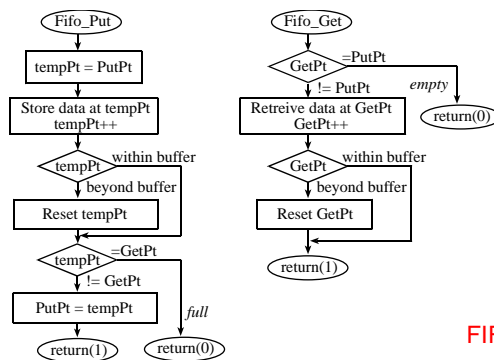 Fifo_Put
tempPt = PutPt
Store data at tempPt
tempPt++
tempPt
within buffer
beyond buffer
Reset tempPt
tempPt
=GetPt
!= GetPt
PutPt = tempPt
full
return(1)
return(0)
Fifo_Get
GetPt
=PutPt
empty
!= PutPt
return(0)
Retreive data at GetPt
GetPt++
GetPt
within buffer
beyond buffer
Reset GetPt
return(1)